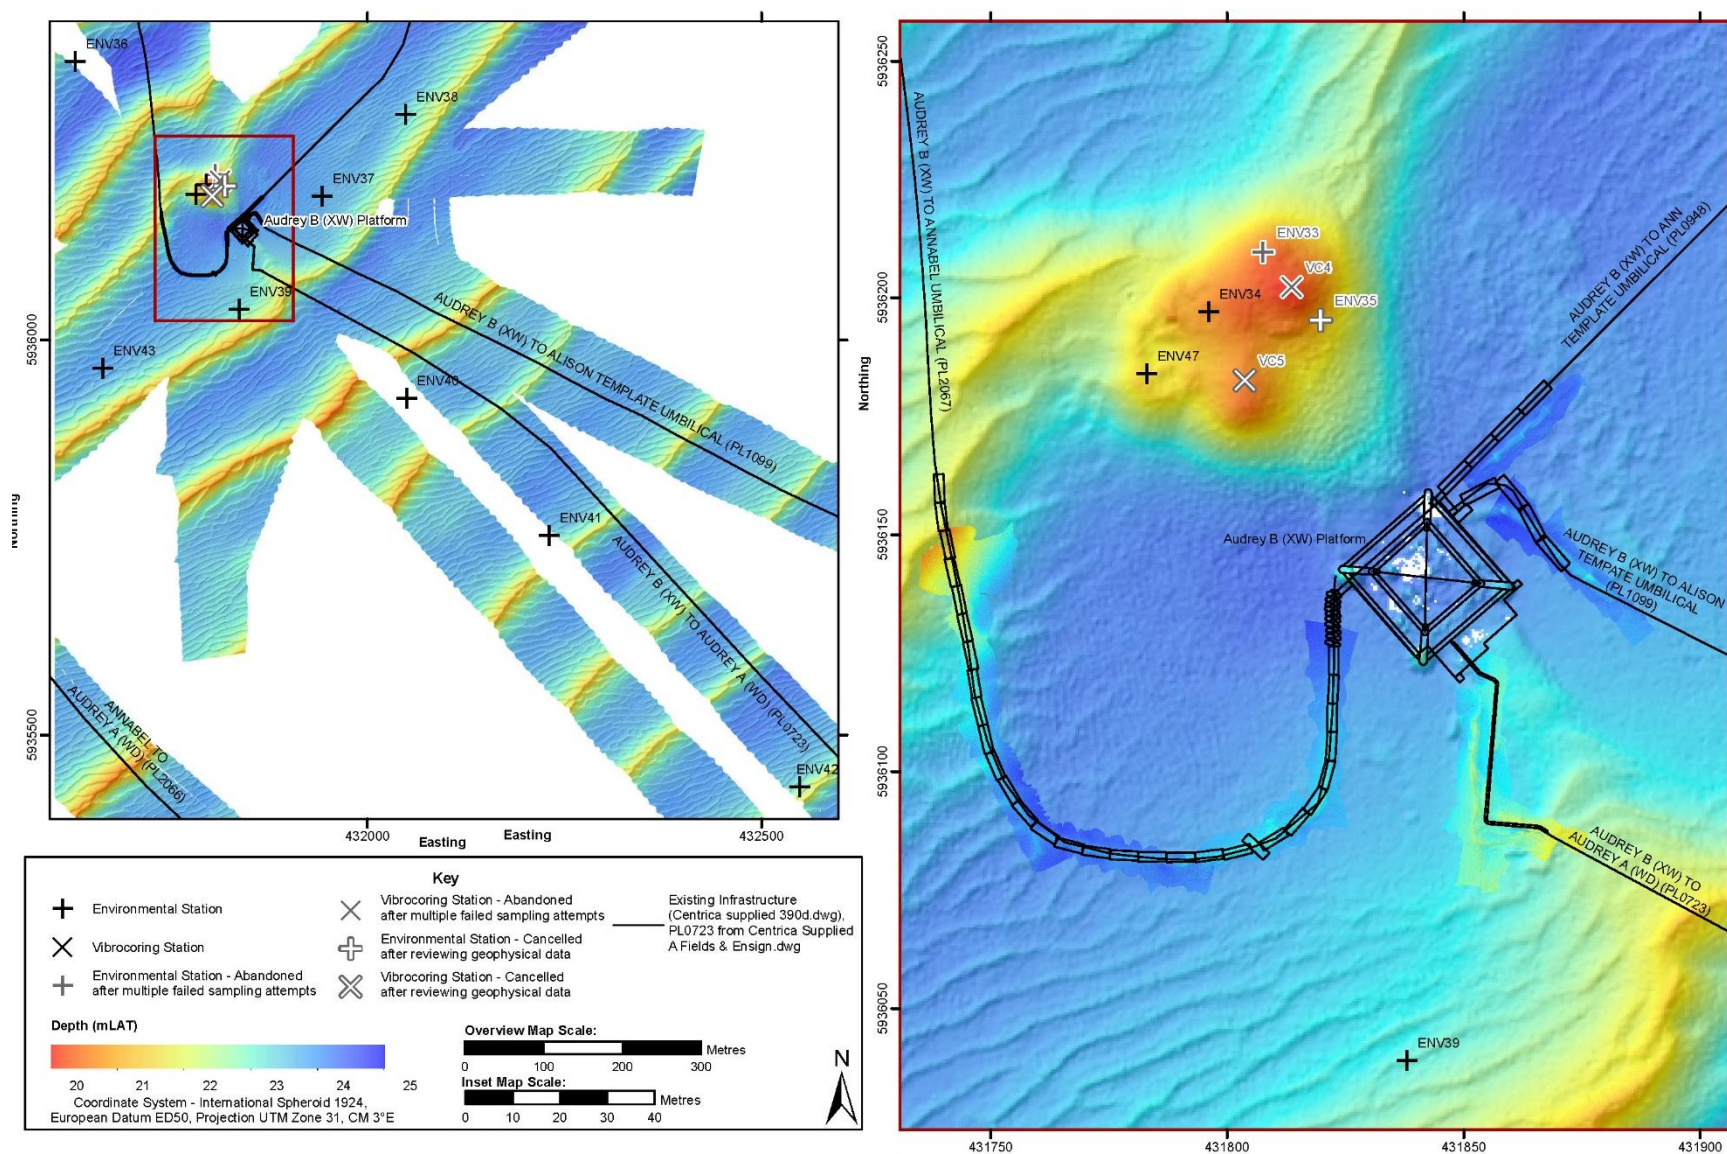 ENV36
ENV38
ENV37
Audrey B (XW) Platform
ENV39
ENV43
ENV40
AUDREY B (XW) TO ALISON TEMPLATE UMBILICAL (PL1099)
ENV41
AUDREY B (XW) TO AUDREY A (WD) (PL0723)
ENV42
ANNABEL TO
AUDREY A (WD) (PL2066)
5936000
5935500
Northing
432000
432500
Easting
Easting
Key
Environmental Station
Vibrocoring Station
Environmental Station - Abandoned
after multiple failed sampling attempts
Vibrocoring Station - Abandoned
after multiple failed sampling attempts
Environmental Station - Cancelled
after reviewing geophysical data
Vibrocoring Station - Cancelled
after reviewing geophysical data
Existing Infrastructure
(Centrica supplied 390d.dwg),
PL0723 from Centrica Supplied
A Fields & Ensign.dwg
Depth (mLAT)
20 21 22 23 24 25
Coordinate System - International Spheroid 1924,
European Datum ED50, Projection UTM Zone 31, CM 3°E
Overview Map Scale:
Metres
0 100 200 300
Inset Map Scale:
Metres
0 10 20 30 40
N
Northing
5936250
5936200
5936150
5936100
5936050
431750
431800
431850
431900
AUDREY B (XW) TO ANNABEL UMBILICAL (PL2067)
ENV33
VC4
ENV34
ENV35
ENV47
VC5
AUDREY B (XW) TO ANN
TEMPLATE UMBILICAL (PL0948)
Audrey B (XW) Platform
AUDREY B (XW) TO ALISON
TEMPATE UMBILICAL
(PL1099)
AUDREY B (XW) TO
AUDREY A (WD) (PL0723)
ENV39